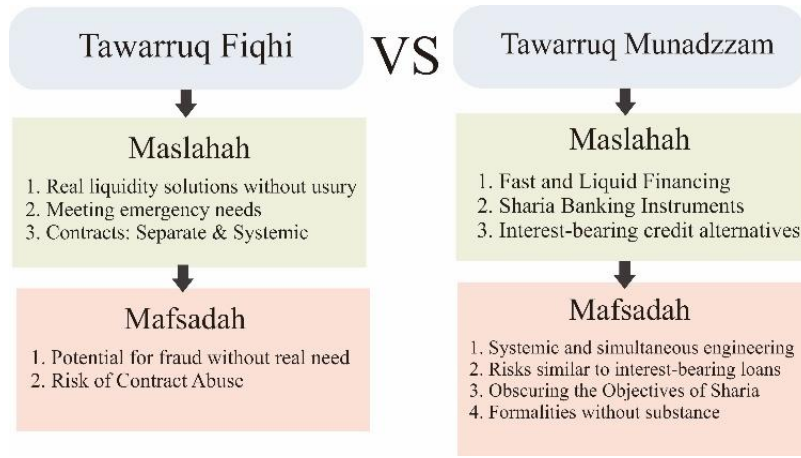 Tawarruq Fiqhi
VS
Tawarruq Munadzzam
Maslahah
1. Real liquidity solutions without usury
2. Meeting emergency needs
3. Contracts: Separate & Systemic
Mafsadah
1. Potential for fraud without real need
2. Risk of Contract Abuse
Maslahah
1. Fast and Liquid Financing
2. Sharia Banking Instruments
3. Interest-bearing credit alternatives
Mafsadah
1. Systemic and simultaneous engineering
2. Risks similar to interest-bearing loans
3. Obscuring the Objectives of Sharia
4. Formalities without substance